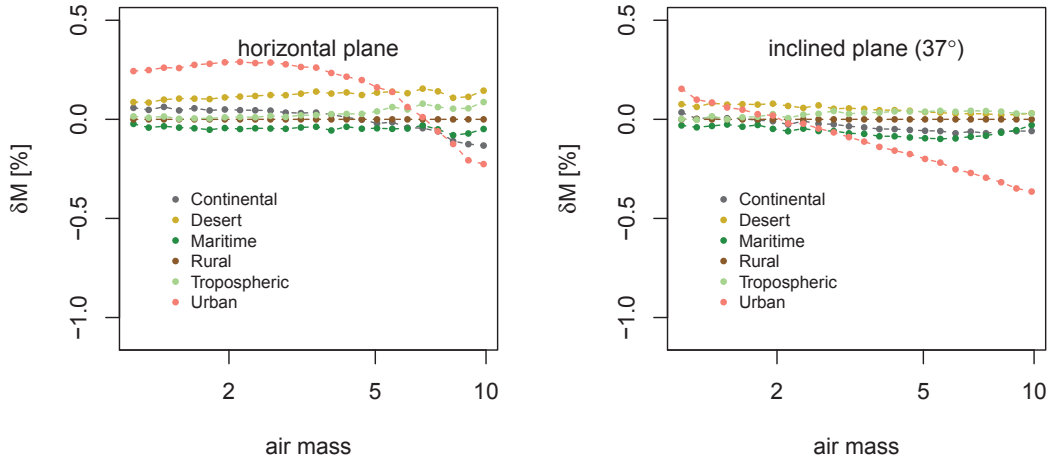 horizontal plane
δM [%]
0.5
0.0
−0.5
−1.0
Continental
Desert
Maritime
Rural
Tropospheric
Urban
2
5
10
air mass
inclined plane (37°)
δM [%]
0.5
0.0
−0.5
−1.0
Continental
Desert
Maritime
Rural
Tropospheric
Urban
2
5
10
air mass